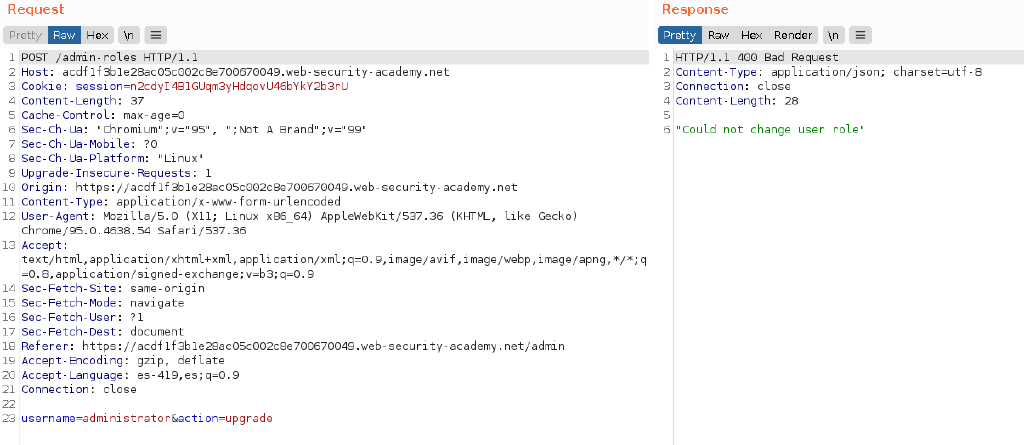 Request
Response
Pretty Raw Hex \n ≡
Pretty Raw Hex Render \n ≡
1 POST /admin-roles HTTP/1.1
2 Host: acdf1f3b1e28ac05c002c8e700670049.web-security-academy.net
3 Cookie: session=n2cdyI4B1GUqm3yHdqovU46bYkY2b3rU
4 Content-Length: 37
5 Cache-Control: max-age=0
6 Sec-Ch-Ua: "Chromium";v="95", ";Not A Brand";v="99"
7 Sec-Ch-Ua-Mobile: ?0
8 Sec-Ch-Ua-Platform: "Linux"
9 Upgrade-Insecure-Requests: 1
10 Origin: https://acdf1f3b1e28ac05c002c8e700670049.web-security-academy.net
11 Content-Type: application/x-www-form-urlencoded
12 User-Agent: Mozilla/5.0 (X11; Linux x86_64) AppleWebKit/537.36 (KHTML, like Gecko)
Chrome/95.0.4638.54 Safari/537.36
13 Accept:
text/html,application/xhtml+xml,application/xml;q=0.9,image/avif,image/webp,image/apng,*/*;q
=0.8,application/signed-exchange;v=b3;q=0.9
14 Sec-Fetch-Site: same-origin
15 Sec-Fetch-Mode: navigate
16 Sec-Fetch-User: ?1
17 Sec-Fetch-Dest: document
18 Referer: https://acdf1f3b1e28ac05c002c8e700670049.web-security-academy.net/admin
19 Accept-Encoding: gzip, deflate
20 Accept-Language: es-419,es;q=0.9
21 Connection: close
22
23 username=administrator&action=upgrade
1 HTTP/1.1 400 Bad Request
2 Content-Type: application/json; charset=utf-8
3 Connection: close
4 Content-Length: 28
5
6 "Could not change user role"